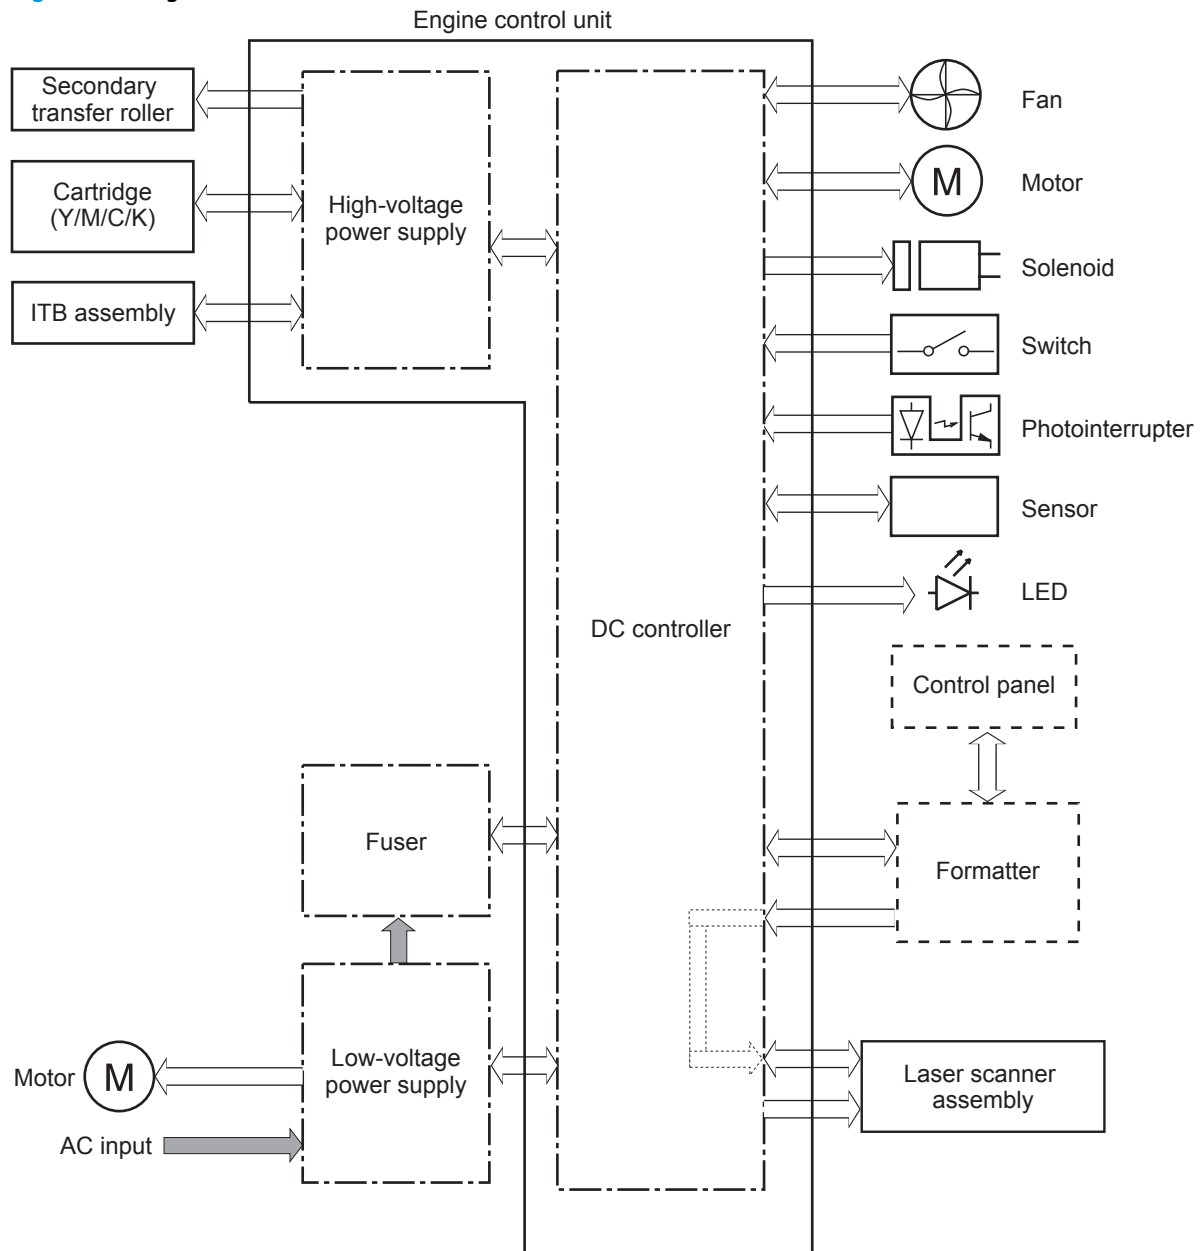 Engine control unit
Secondary
transfer roller
Cartridge
(Y/M/C/K)
ITB assembly
High-voltage
power supply
Fan
M
Motor
Solenoid
Switch
Photointerrupter
Sensor
LED
DC controller
Control panel
Fuser
Formatter
Low-voltage
power supply
Motor
M
AC input
Laser scanner
assembly